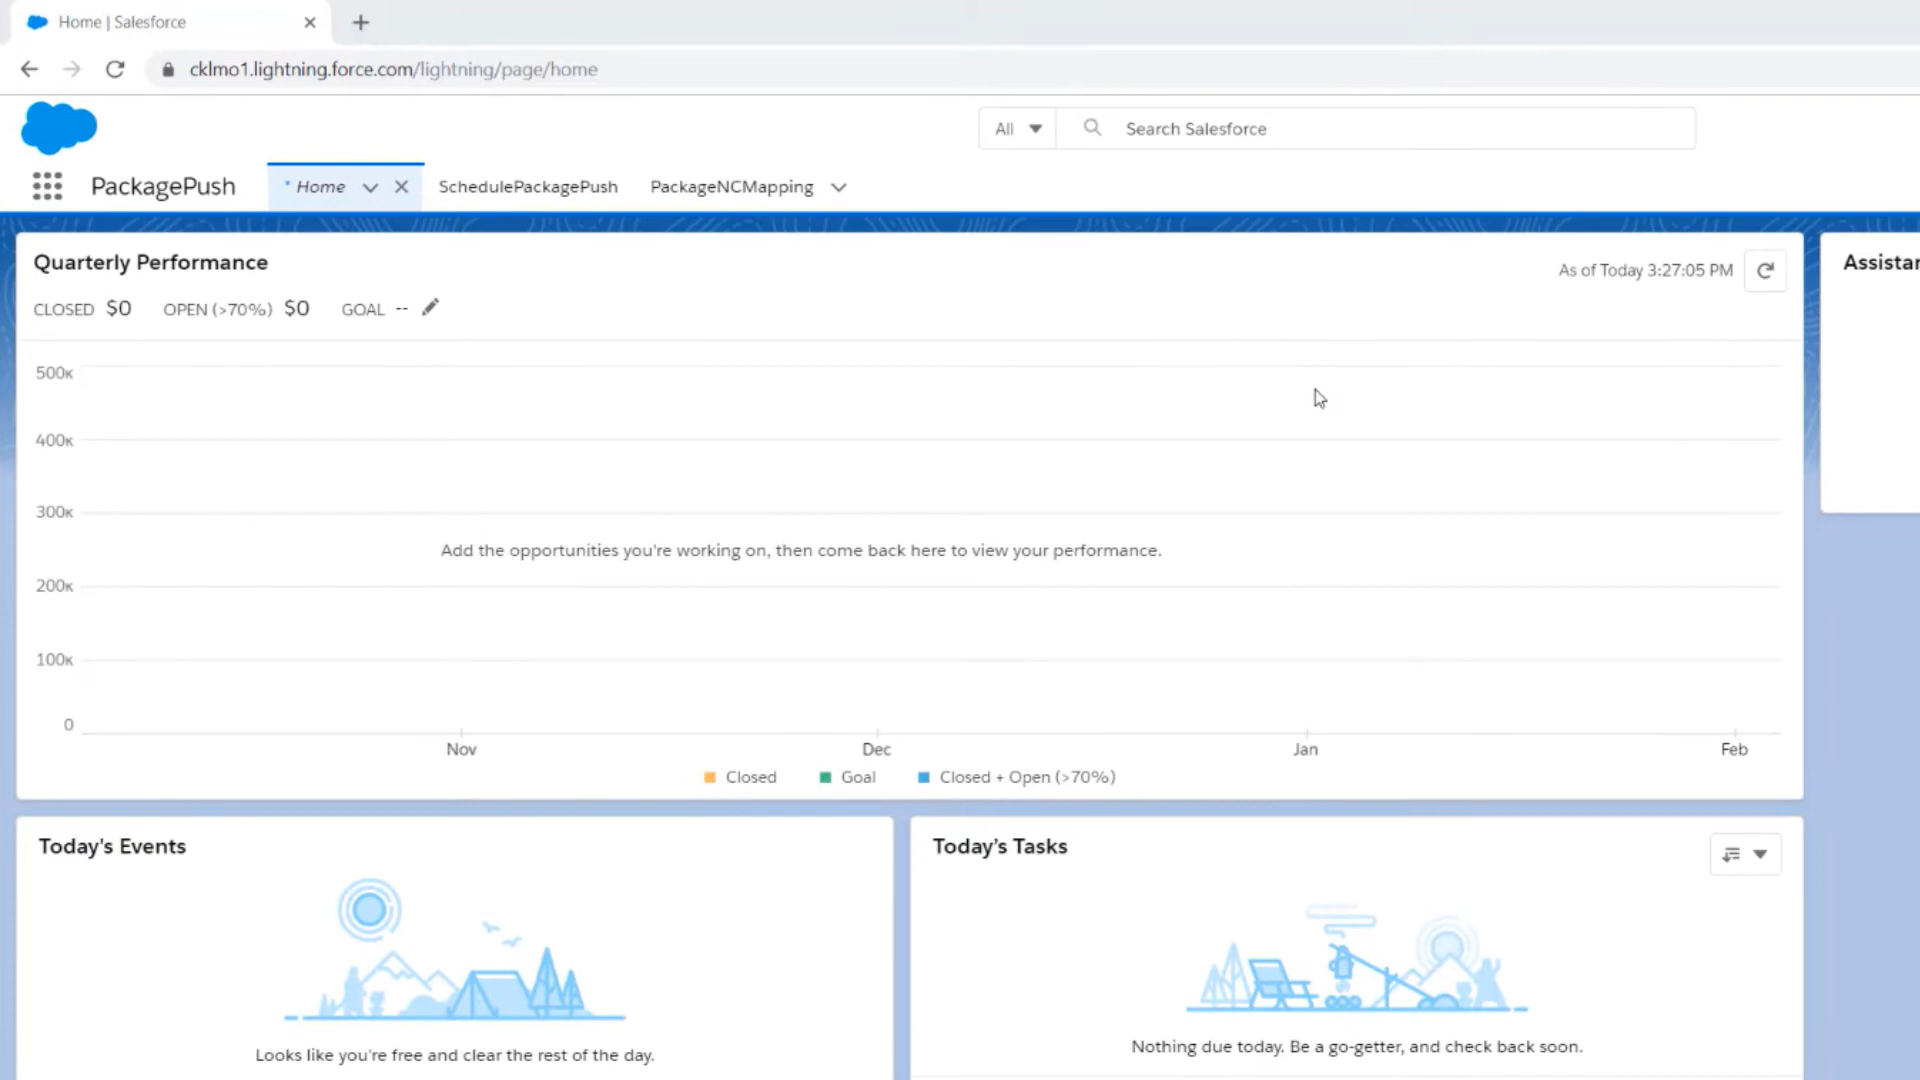 Home | Salesforce
cklmo1.lightning.force.com/lightning/page/home
All Search Salesforce
PackagePush * Home SchedulePackagePush PackageNCMapping
Quarterly Performance
As of Today 3:27:05 PM
CLOSED $0 OPEN (>70%) $0 GOAL --
500K
400K
300K
Add the opportunities you're working on, then come back here to view your performance.
200K
100K
0
Nov Dec Jan Feb
Closed Goal Closed + Open (>70%)
Assistan
Today's Events
Looks like you're free and clear the rest of the day.
Today's Tasks
Nothing due today. Be a go-getter, and check back soon.